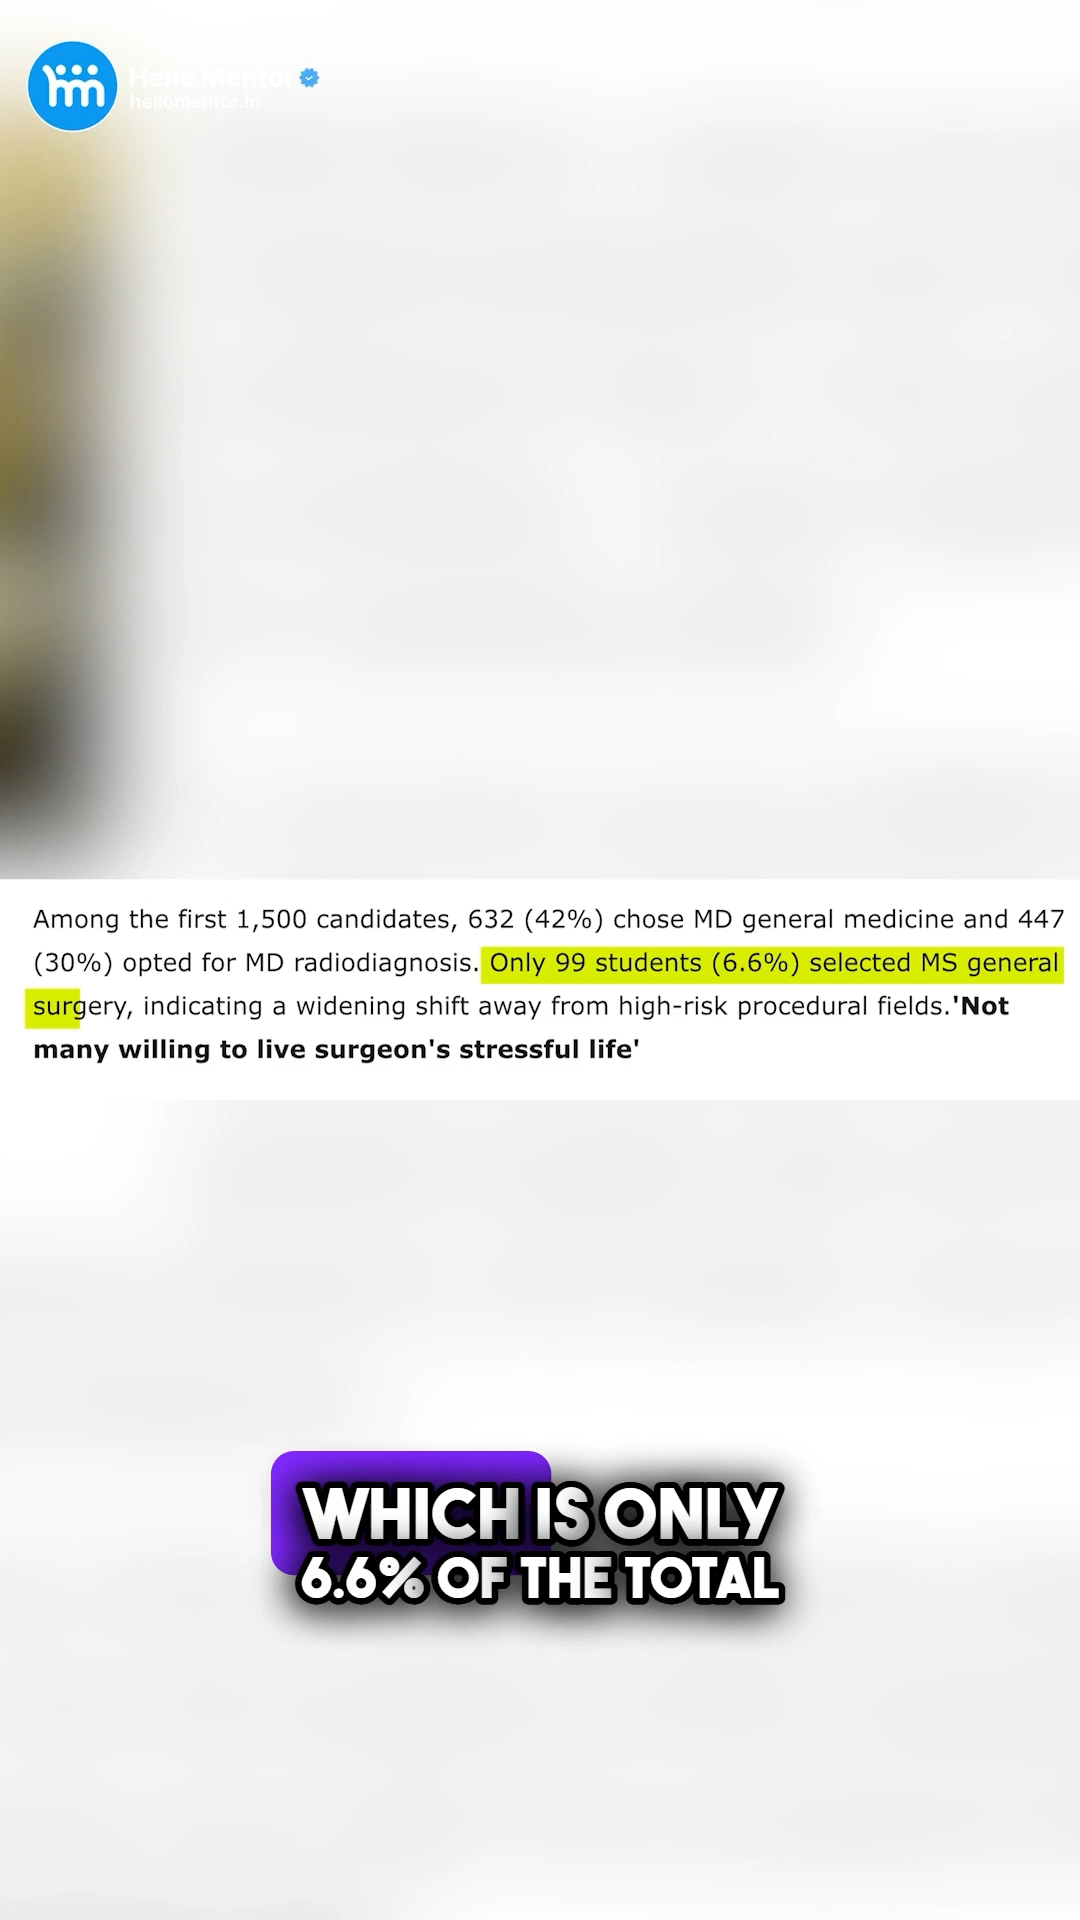 Hello Mentor
hellomentor.in
Among the first 1,500 candidates, 632 (42%) chose MD general medicine and 447
(30%) opted for MD radiodiagnosis. Only 99 students (6.6%) selected MS general
surgery, indicating a widening shift away from high-risk procedural fields.'Not
many willing to live surgeon's stressful life'
WHICH IS ONLY
6.6% OF THE TOTAL